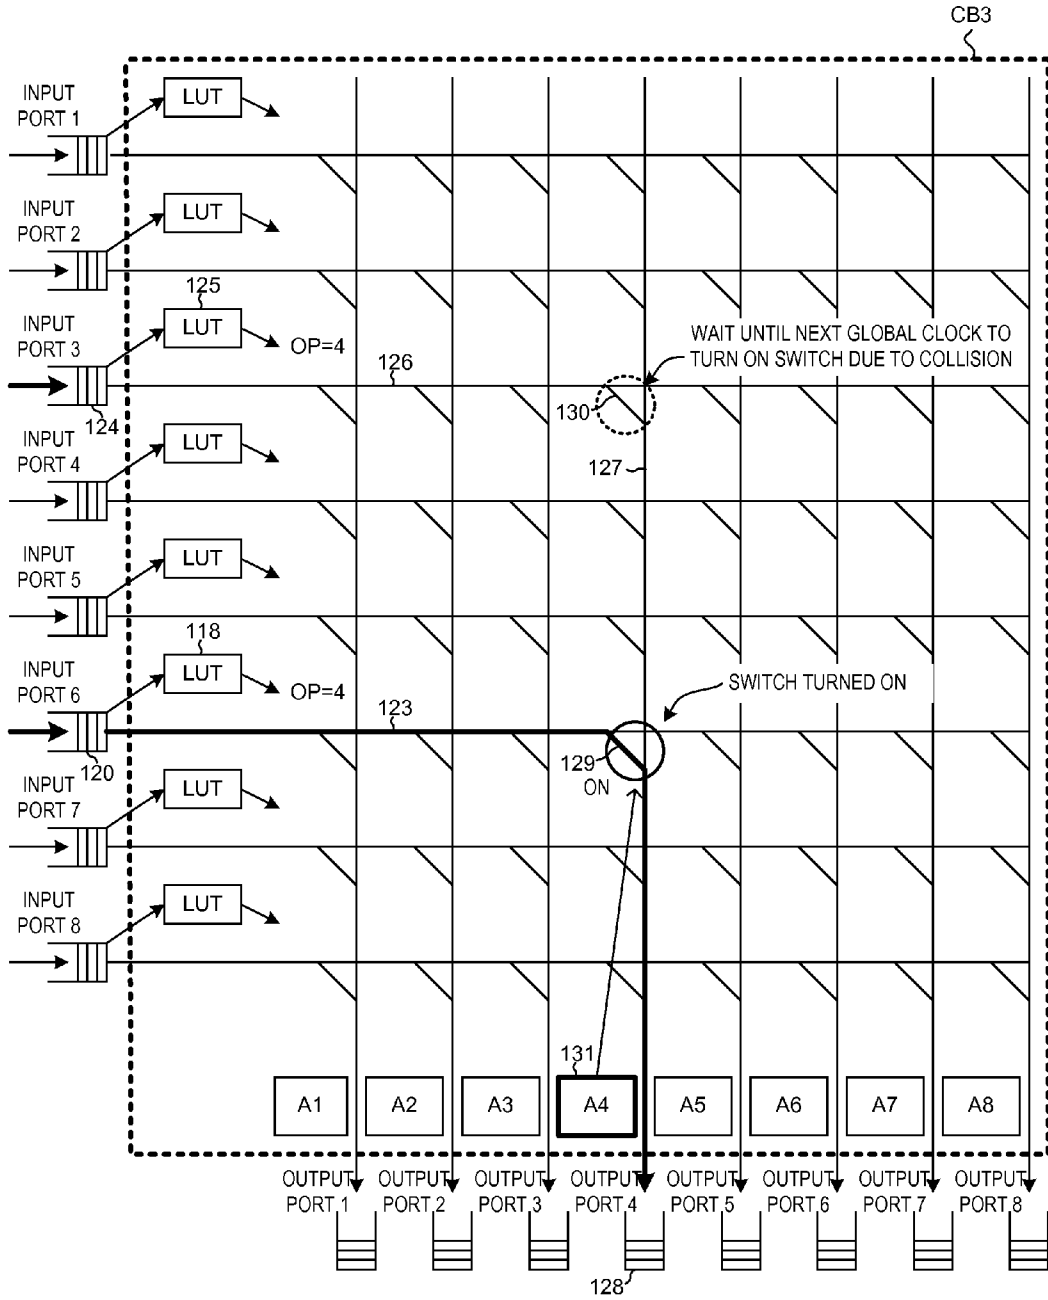 CB3
INPUT
PORT 1
LUT
INPUT
PORT 2
LUT
INPUT
PORT 3
125
LUT
OP=4
126
124
WAIT UNTIL NEXT GLOBAL CLOCK TO
TURN ON SWITCH DUE TO COLLISION
130
127
INPUT
PORT 4
LUT
INPUT
PORT 5
LUT
INPUT
PORT 6
118
LUT
OP=4
123
120
SWITCH TURNED ON
129
ON
INPUT
PORT 7
LUT
INPUT
PORT 8
LUT
131
A1
A2
A3
A4
A5
A6
A7
A8
OUTPUT
PORT 1
OUTPUT
PORT 2
OUTPUT
PORT 3
OUTPUT
PORT 4
OUTPUT
PORT 5
OUTPUT
PORT 6
OUTPUT
PORT 7
OUTPUT
PORT 8
128